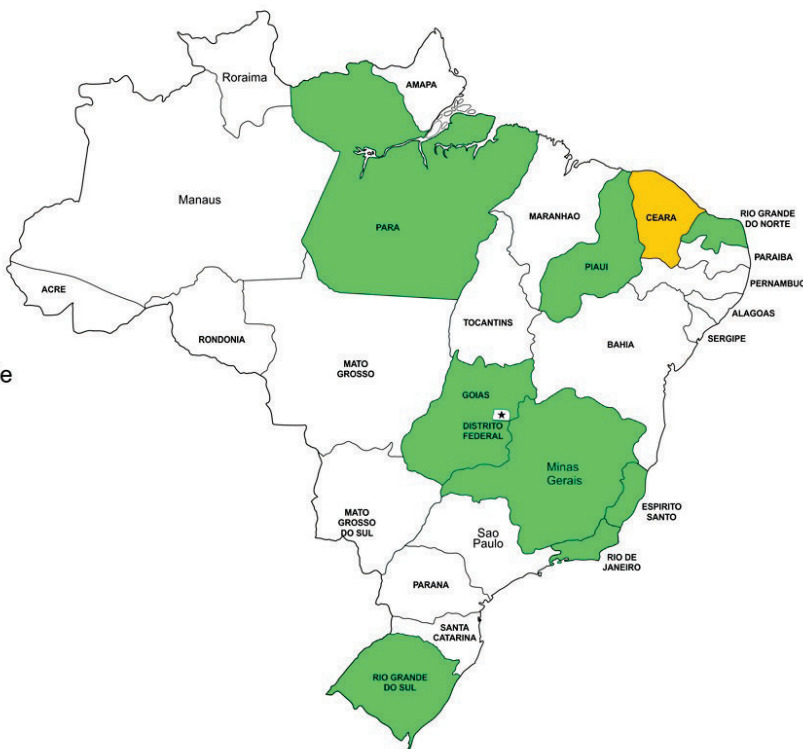 Roraima
AMAPA
Manaus
PARA
MARANHAO
CEARA
RIO GRANDE
DO NORTE
PIAUI
PARAIBA
PERNAMBUC
ACRE
ALAGOAS
RONDONIA
TOCANTINS
SERGIPE
BAHIA
MATO
GROSSO
e
GOIAS
DISTRITO
FEDERAL
Minas
Gerais
ESPIRITO
SANTO
MATO
GROSSO
DO SUL
Sao
Paulo
RIO DE
JANEIRO
PARANA
SANTA
CATARINA
RIO GRANDE
DO SUL